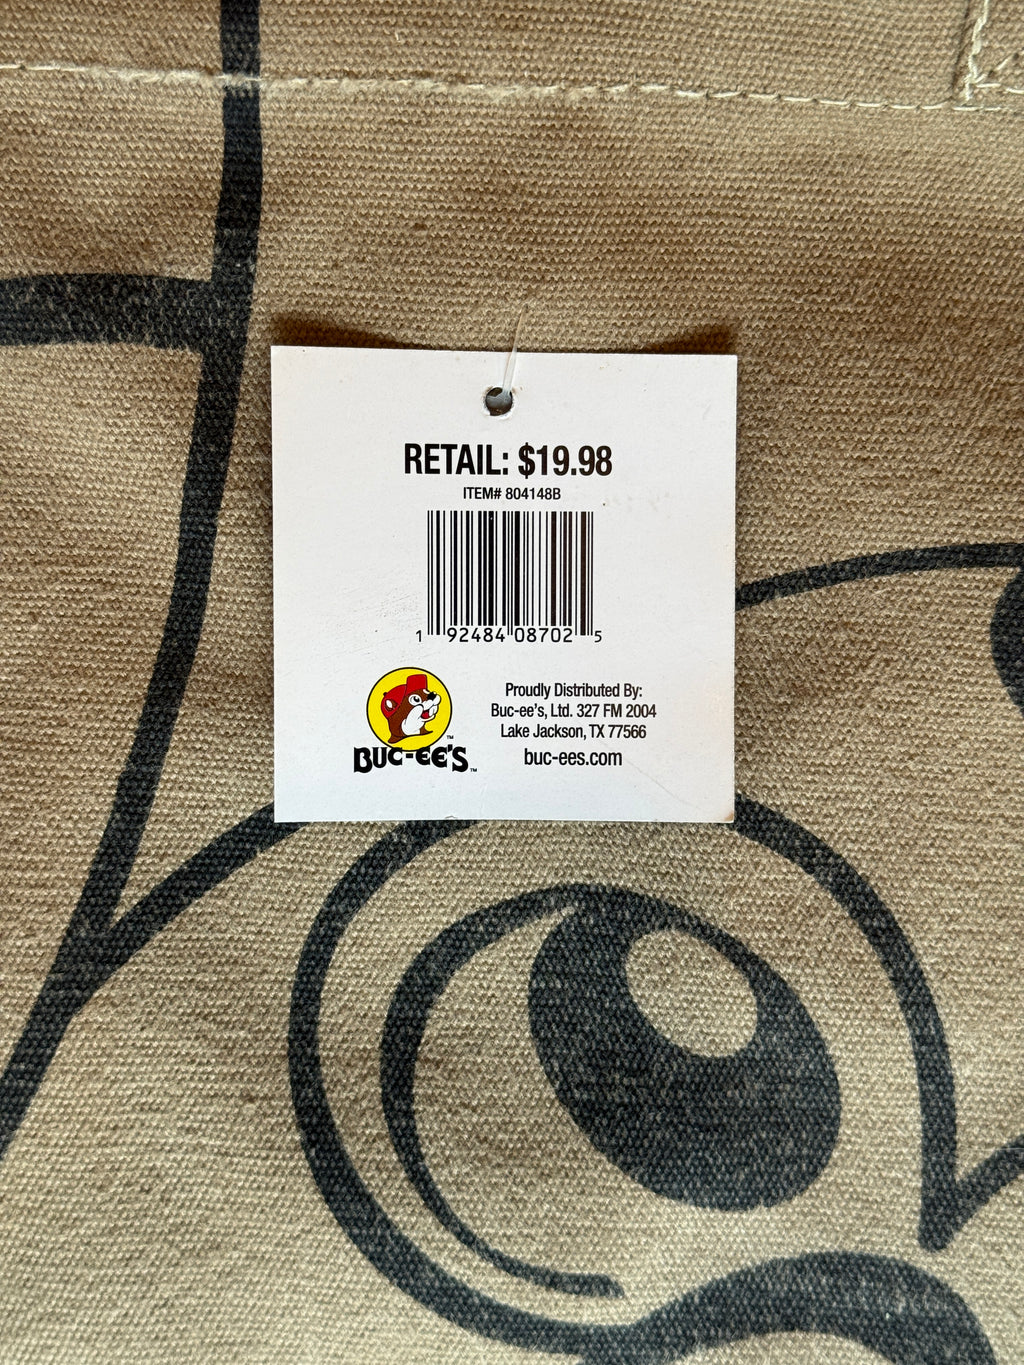 RETAIL: $19.98
ITEM# 804148B
1 92484 08702 5
BUC-EE'S™
Proudly Distributed By:
Buc-ee's, Ltd. 327 FM 2004
Lake Jackson, TX 77566
buc-ees.com